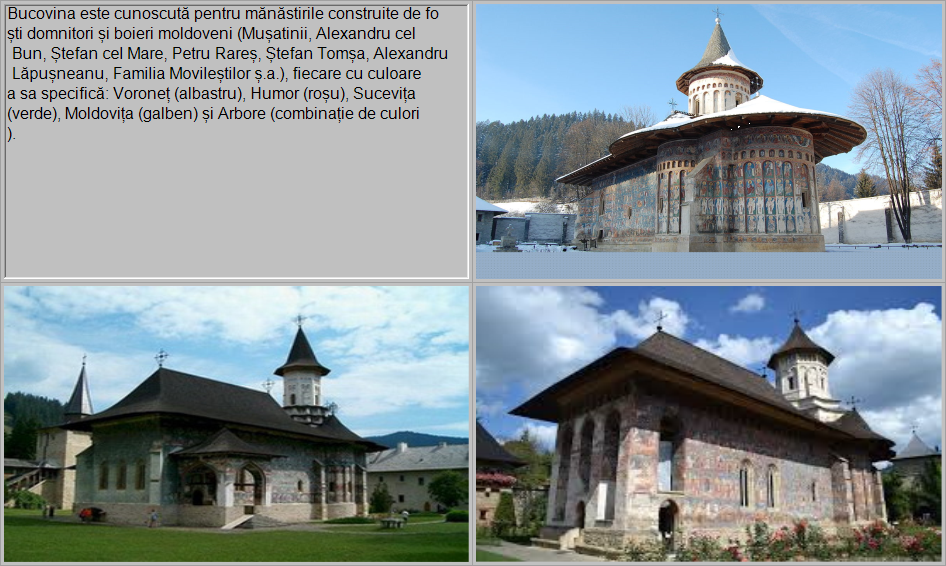 Bucovina este cunoscută pentru mănăstirile construite de fo
ști domnitori și boieri moldoveni (Mușatinii, Alexandru cel
Bun, Ștefan cel Mare, Petru Rareș, Ștefan Tomșa, Alexandru
Lăpușneanu, Familia Movileștilor ș.a.), fiecare cu culoare
a sa specifică: Voroneț (albastru), Humor (roșu), Sucevița
(verde), Moldovița (galben) și Arbore (combinație de culori
).